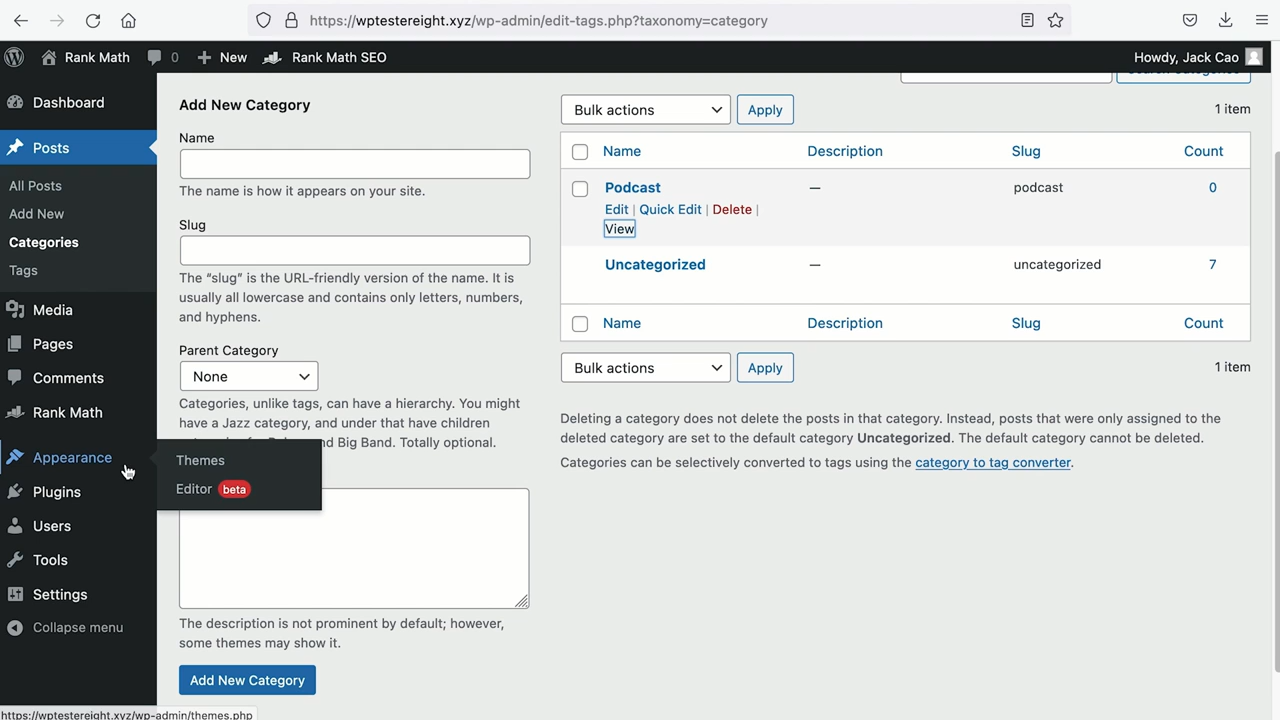 https://wptestereight.xyz/wp-admin/edit-tags.php?taxonomy=category
Rank Math
0
New
Rank Math SEO
Howdy, Jack Cao
Dashboard
Posts
All Posts
Add New
Categories
Tags
Media
Pages
Comments
Rank Math
Appearance
Themes
Editor beta
Plugins
Users
Tools
Settings
Collapse menu
Add New Category
Name
The name is how it appears on your site.
Slug
The “slug” is the URL-friendly version of the name. It is
usually all lowercase and contains only letters, numbers,
and hyphens.
Parent Category
None
Categories, unlike tags, can have a hierarchy. You might
have a Jazz category, and under that have children
nd Big Band. Totally optional.
The description is not prominent by default; however,
some themes may show it.
Add New Category
Bulk actions
Apply
1 item
Name Description Slug Count
Podcast — podcast 0
Edit | Quick Edit | Delete |
View
Uncategorized — uncategorized 7
Name Description Slug Count
Bulk actions
Apply
1 item
Deleting a category does not delete the posts in that category. Instead, posts that were only assigned to the
deleted category are set to the default category Uncategorized. The default category cannot be deleted.
Categories can be selectively converted to tags using the category to tag converter.
https://wptestereight.xyz/wp-admin/themes.php